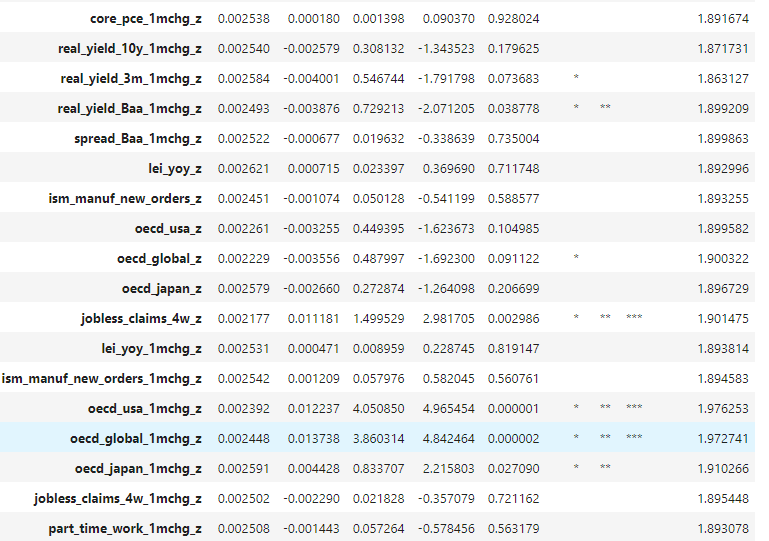 core_pce_1mchg_z 0.002538 0.000180 0.001398 0.090370 0.928024 1.891674
real_yield_10y_1mchg_z 0.002540 -0.002579 0.308132 -1.343523 0.179625 1.871731
real_yield_3m_1mchg_z 0.002584 -0.004001 0.546744 -1.791798 0.073683 * 1.863127
real_yield_Baa_1mchg_z 0.002493 -0.003876 0.729213 -2.071205 0.038778 * ** 1.899209
spread_Baa_1mchg_z 0.002522 -0.000677 0.019632 -0.338639 0.735004 1.899863
lei_yoy_z 0.002621 0.000715 0.023397 0.369690 0.711748 1.892996
ism_manuf_new_orders_z 0.002451 -0.001074 0.050128 -0.541199 0.588577 1.893255
oecd_usa_z 0.002261 -0.003255 0.449395 -1.623673 0.104985 1.899582
oecd_global_z 0.002229 -0.003556 0.487997 -1.692300 0.091122 * 1.900322
oecd_japan_z 0.002579 -0.002660 0.272874 -1.264098 0.206699 1.896729
jobless_claims_4w_z 0.002177 0.011181 1.499529 2.981705 0.002986 * ** *** 1.901475
lei_yoy_1mchg_z 0.002531 0.000471 0.008959 0.228745 0.819147 1.893814
ism_manuf_new_orders_1mchg_z 0.002542 0.001209 0.057976 0.582045 0.560761 1.894583
oecd_usa_1mchg_z 0.002392 0.012237 4.050850 4.965454 0.000001 * ** *** 1.976253
oecd_global_1mchg_z 0.002448 0.013738 3.860314 4.842464 0.000002 * ** *** 1.972741
oecd_japan_1mchg_z 0.002591 0.004428 0.833707 2.215803 0.027090 * ** 1.910266
jobless_claims_4w_1mchg_z 0.002502 -0.002290 0.021828 -0.357079 0.721162 1.895448
part_time_work_1mchg_z 0.002508 -0.001443 0.057264 -0.578456 0.563179 1.893078